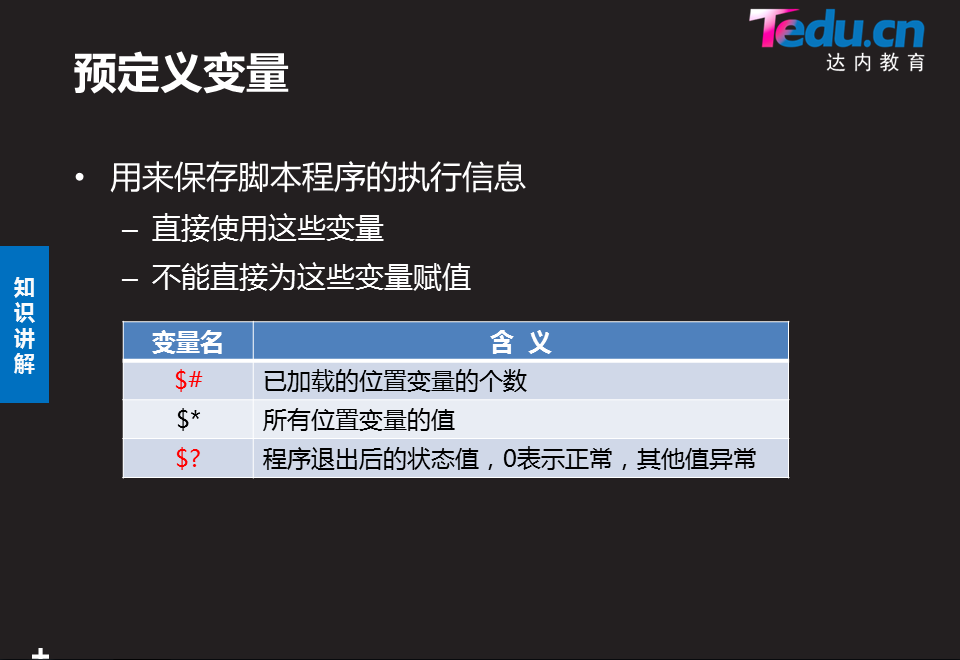 Tedu.cn
达内教育
预定义变量
• 用来保存脚本程序的执行信息
– 直接使用这些变量
– 不能直接为这些变量赋值
知识讲解
变量名 含 义
$# 已加载的位置变量的个数
$* 所有位置变量的值
$? 程序退出后的状态值，0表示正常，其他值异常